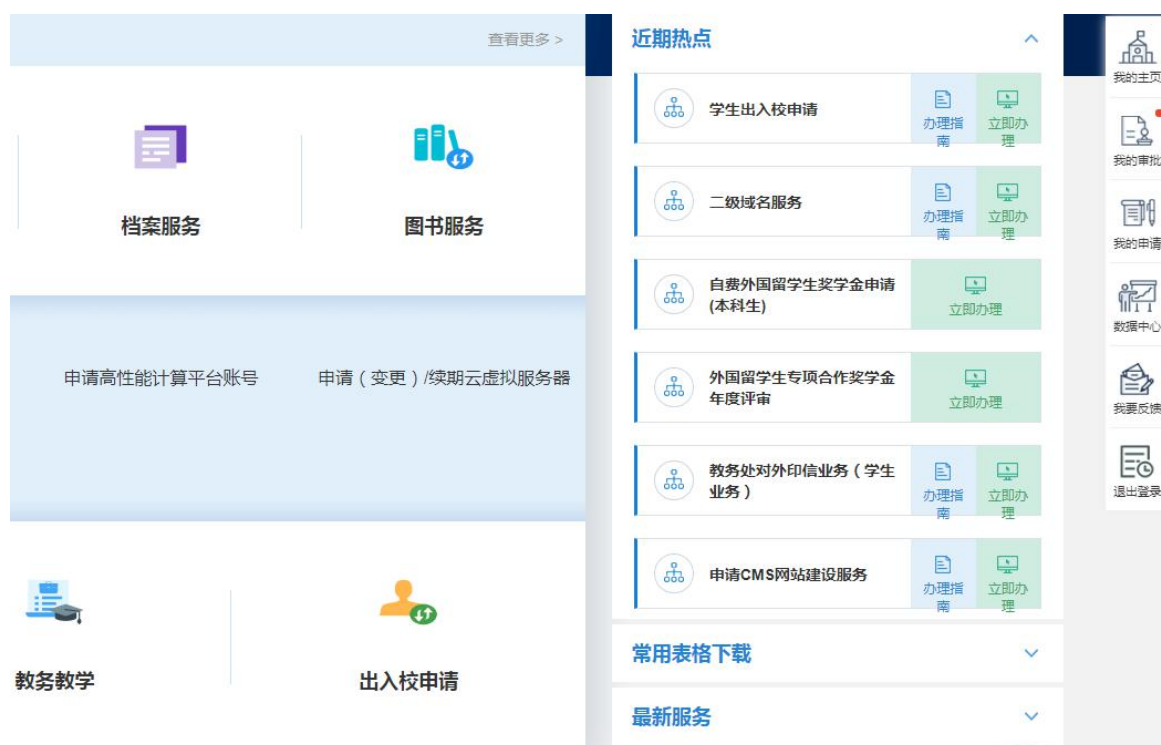 查看更多 >
档案服务
图书服务
申请高性能计算平台账号
申请（变更）/续期云虚拟服务器
教务教学
出入校申请
近期热点
学生出入校申请
办理指
南
立即办
理
二级域名服务
办理指
南
立即办
理
自费外国留学生奖学金申请
(本科生)
立即办理
外国留学生专项合作奖学金
年度评审
立即办理
教务处对外印信业务（学生
业务）
办理指
南
立即办
理
申请CMS网站建设服务
办理指
南
立即办
理
常用表格下载
最新服务
我的主页
我的审批
我的申请
数据中心
我要反馈
退出登录